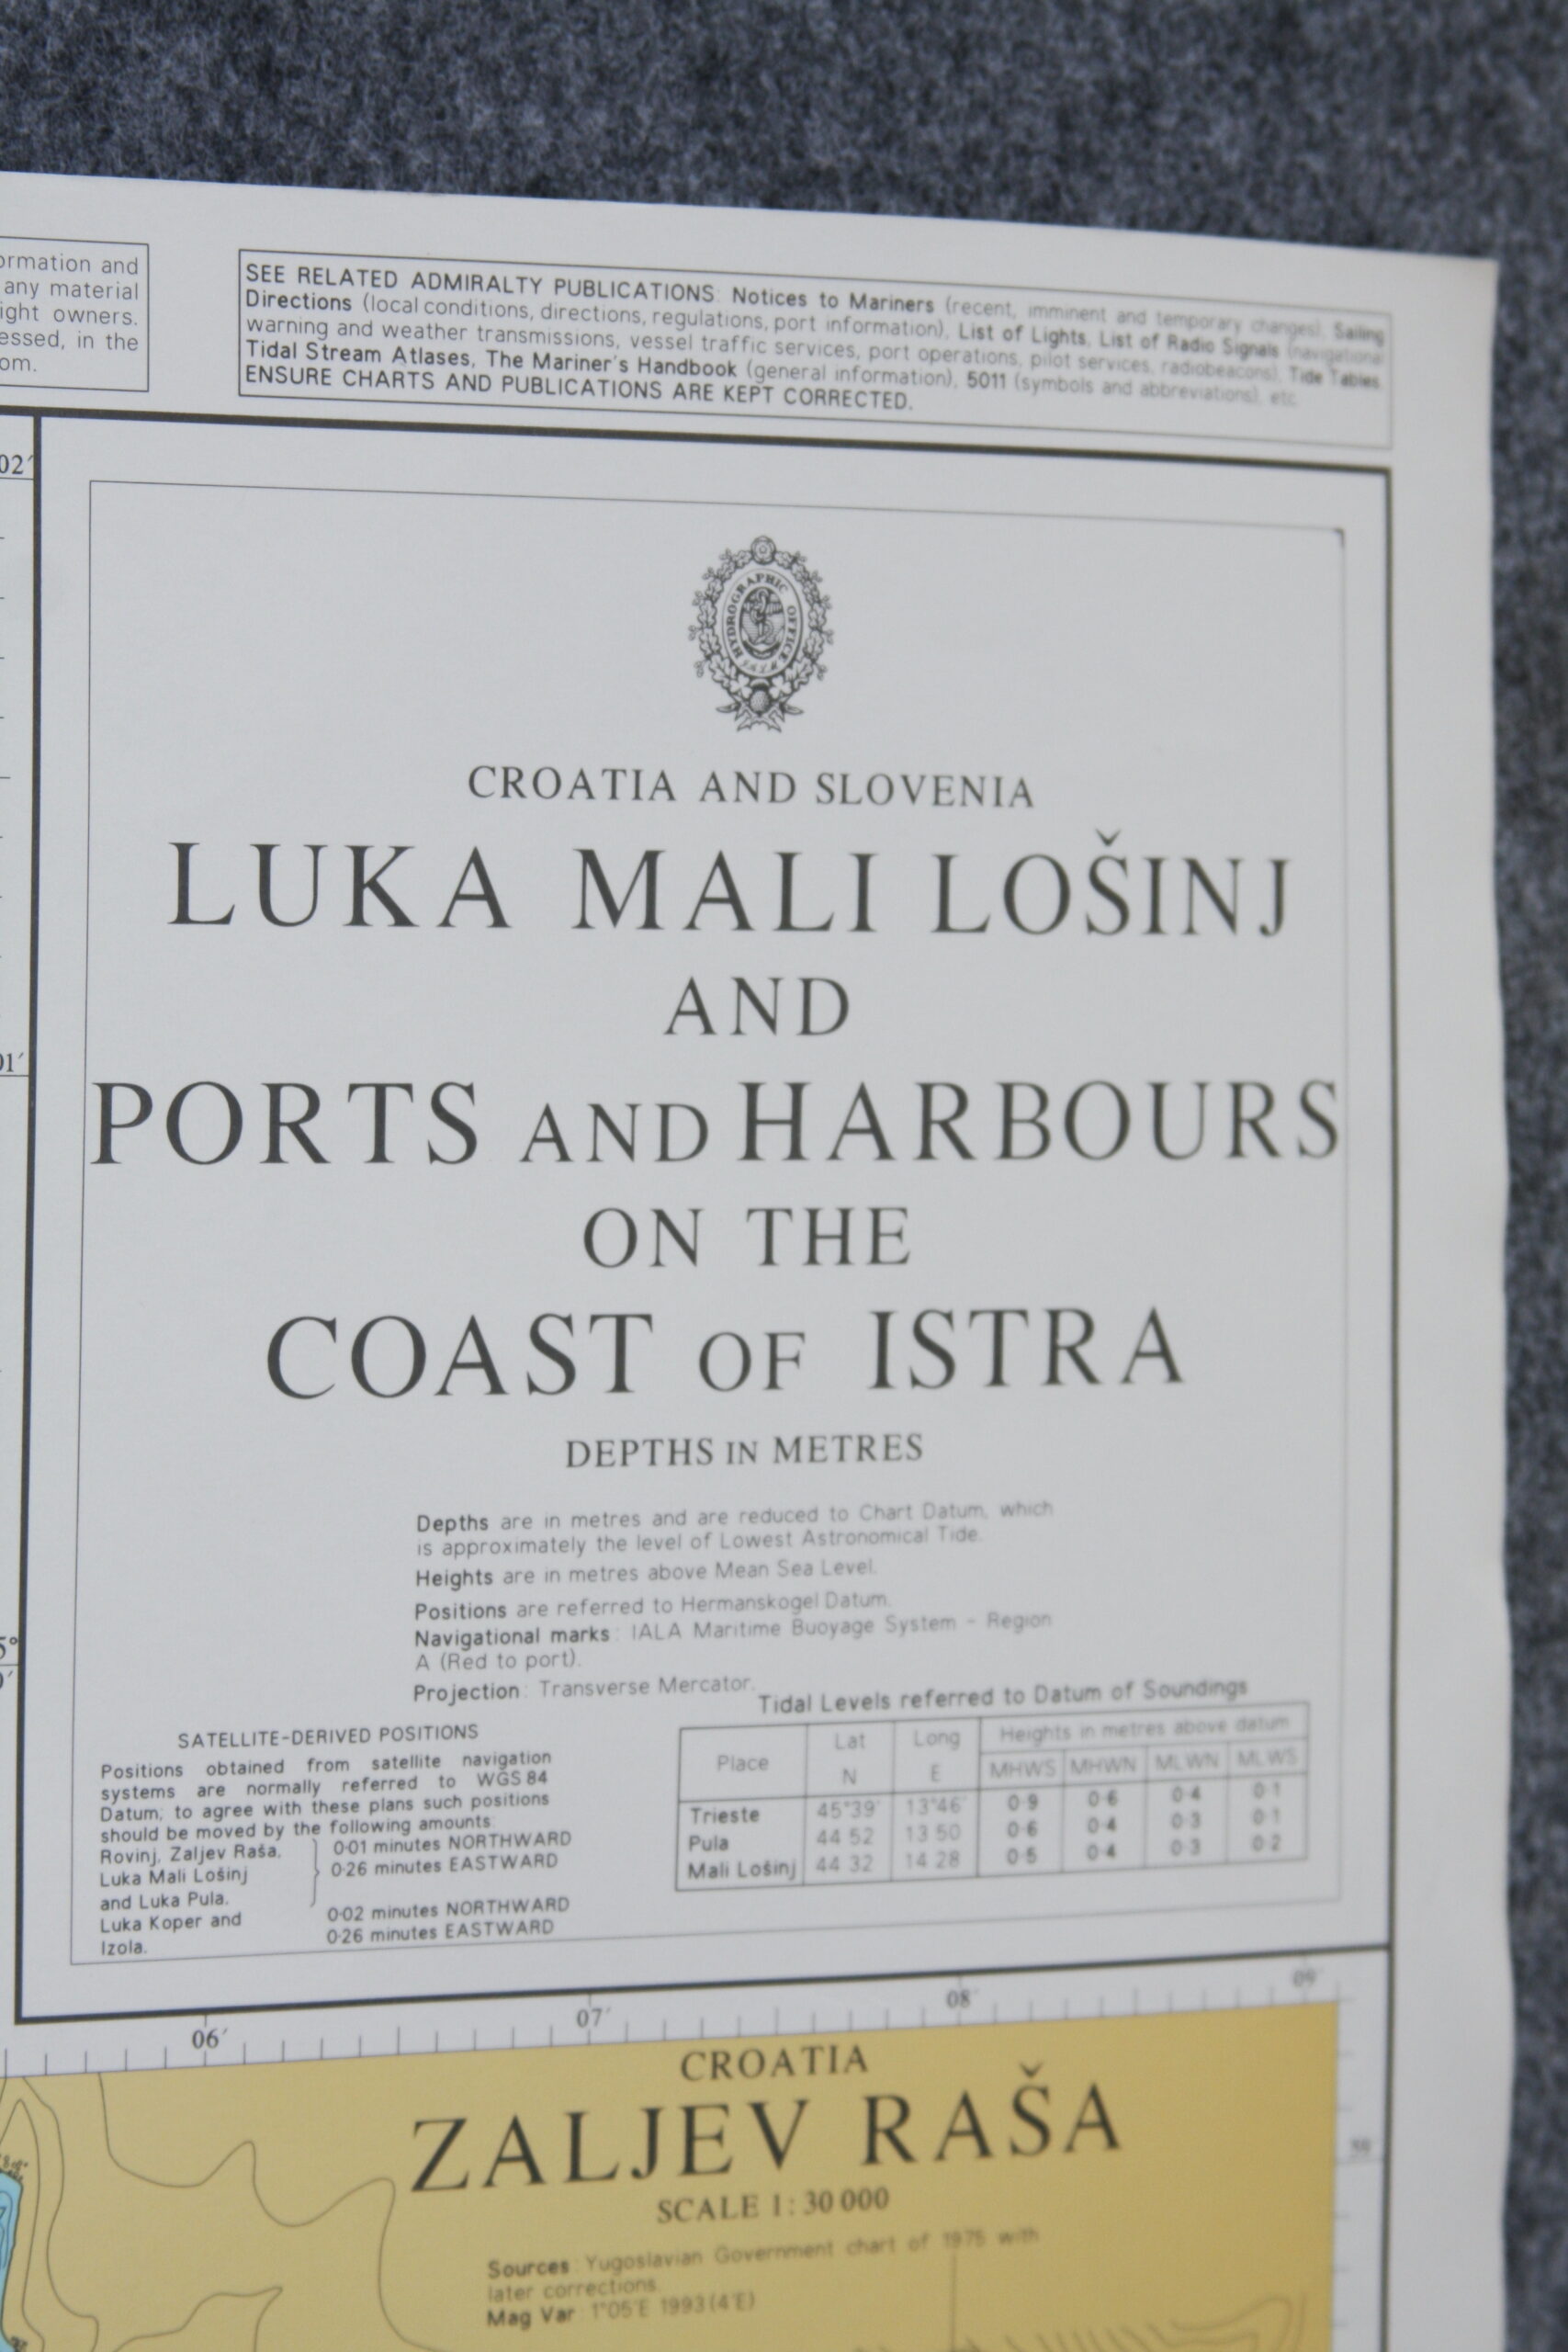 ormation and
any material
ight owners.
essed, in the
om.
SEE RELATED ADMIRALTY PUBLICATIONS: Notices to Mariners (recent, imminent and temporary changes), Sailing
Directions (local conditions, directions, regulations, port information), List of Lights, List of Radio Signals (navigational
warning and weather transmissions, vessel traffic services, port operations, pilot services, radiobeacons), Tide Tables,
Tidal Stream Atlases, The Mariner's Handbook (general information), 5011 (symbols and abbreviations), etc.
ENSURE CHARTS AND PUBLICATIONS ARE KEPT CORRECTED.
02′
01′
5°
HYDROGRAPHIC OFFICE
CROATIA AND SLOVENIA
LUKA MALI LOŠINJ
AND
PORTS AND HARBOURS
ON THE
COAST OF ISTRA
DEPTHS IN METRES
Depths are in metres and are reduced to Chart Datum, which
is approximately the level of Lowest Astronomical Tide.
Heights are in metres above Mean Sea Level.
Positions are referred to Hermanskogel Datum.
Navigational marks: IALA Maritime Buoyage System - Region
A (Red to port).
Projection: Transverse Mercator.
SATELLITE-DERIVED POSITIONS
Positions obtained from satellite navigation
systems are normally referred to WGS 84
Datum; to agree with these plans such positions
should be moved by the following amounts:
Rovinj, Zaljev Raša, 0·01 minutes NORTHWARD
Luka Mali Lošinj 0·26 minutes EASTWARD
and Luka Pula.
Luka Koper and 0·02 minutes NORTHWARD
Izola. 0·26 minutes EASTWARD
Tidal Levels referred to Datum of Soundings
Place Lat N Long E Heights in metres above datum
MHWS MHWN MLWN MLWS
Trieste 45°39′ 13°46′ 0·9 0·6 0·4 0·1
Pula 44 52 13 50 0·6 0·4 0·3 0·1
Mali Lošinj 44 32 14 28 0·5 0·4 0·3 0·2
06′ 07′ 08′ 09′
CROATIA
ZALJEV RAŠA
SCALE 1:30 000
59′
Sources: Yugoslavian Government chart of 1975 with
later corrections.
Mag Var: 1°05′E 1993 (4′E)